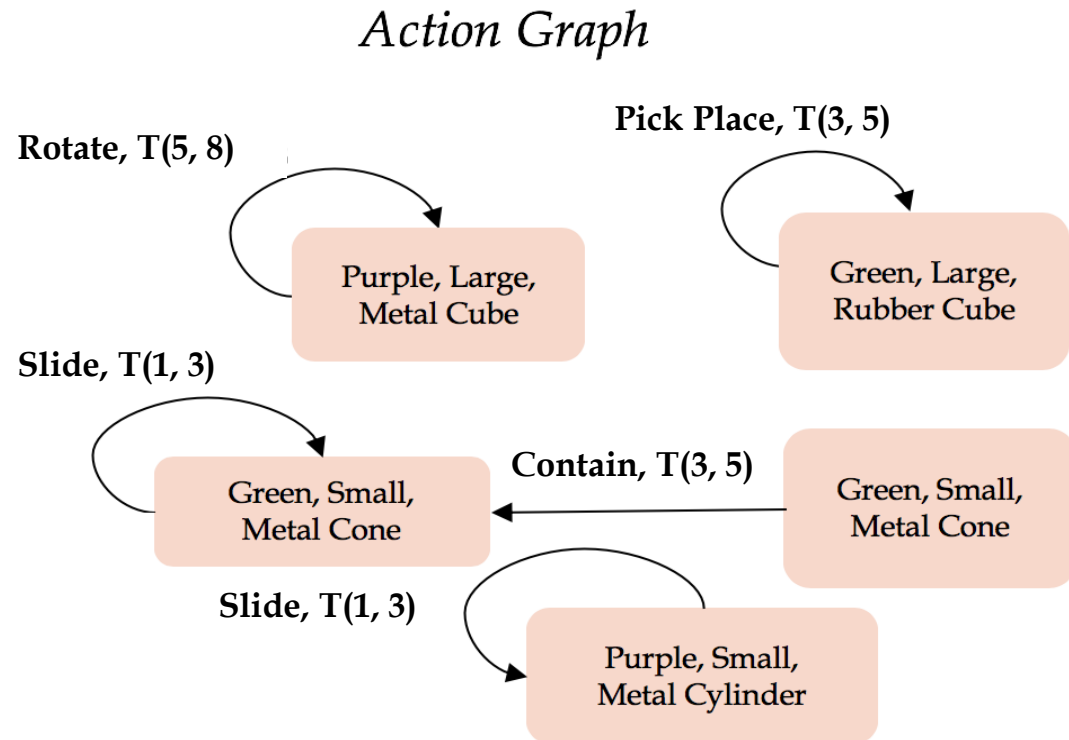 Action Graph
Pick Place, T(3, 5)
Rotate, T(5, 8)
Purple, Large,
Metal Cube
Green, Large,
Rubber Cube
Slide, T(1, 3)
Contain, T(3, 5)
Green, Small,
Metal Cone
Green, Small,
Metal Cone
Slide, T(1, 3)
Purple, Small,
Metal Cylinder